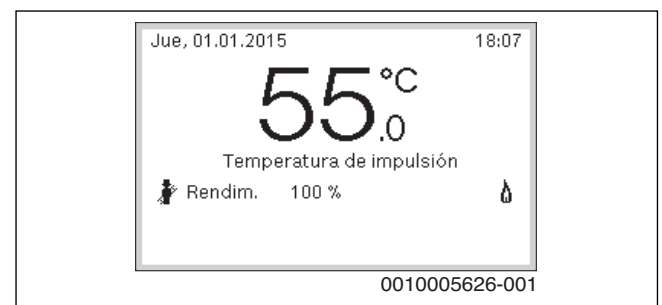 Jue, 01.01.2015 18:07
55.0 °C
Temperatura de impulsión
Rendim. 100 %
0010005626-001